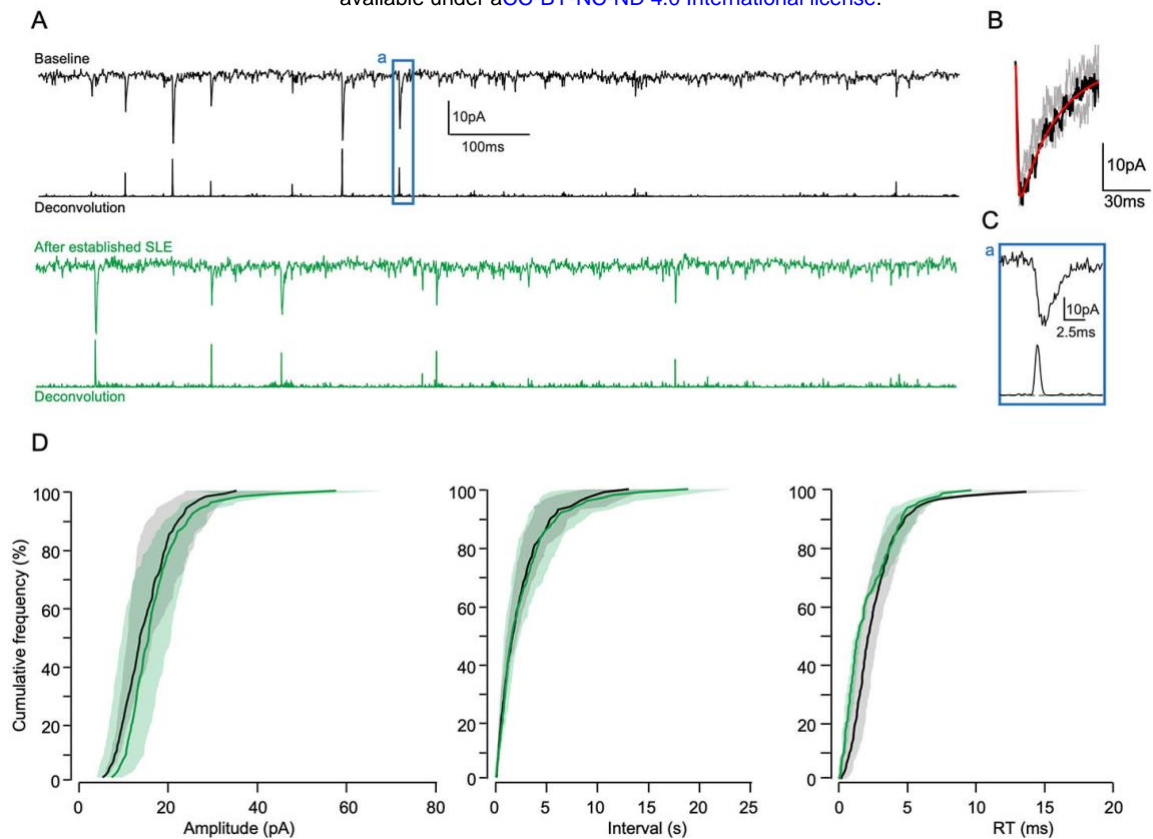 available under aCC-BY-NC-ND 4.0 International license.
A
B
Baseline
a
10pA
100ms
Deconvolution
10pA
30ms
C
After established SLE
a
10pA
2.5ms
Deconvolution
D
Cumulative frequency (%)
100
80
60
40
20
0
0 20 40 60 80
Amplitude (pA)
100
80
60
40
20
0
0 5 10 15 20 25
Interval (s)
100
80
60
40
20
0
0 5 10 15 20
RT (ms)